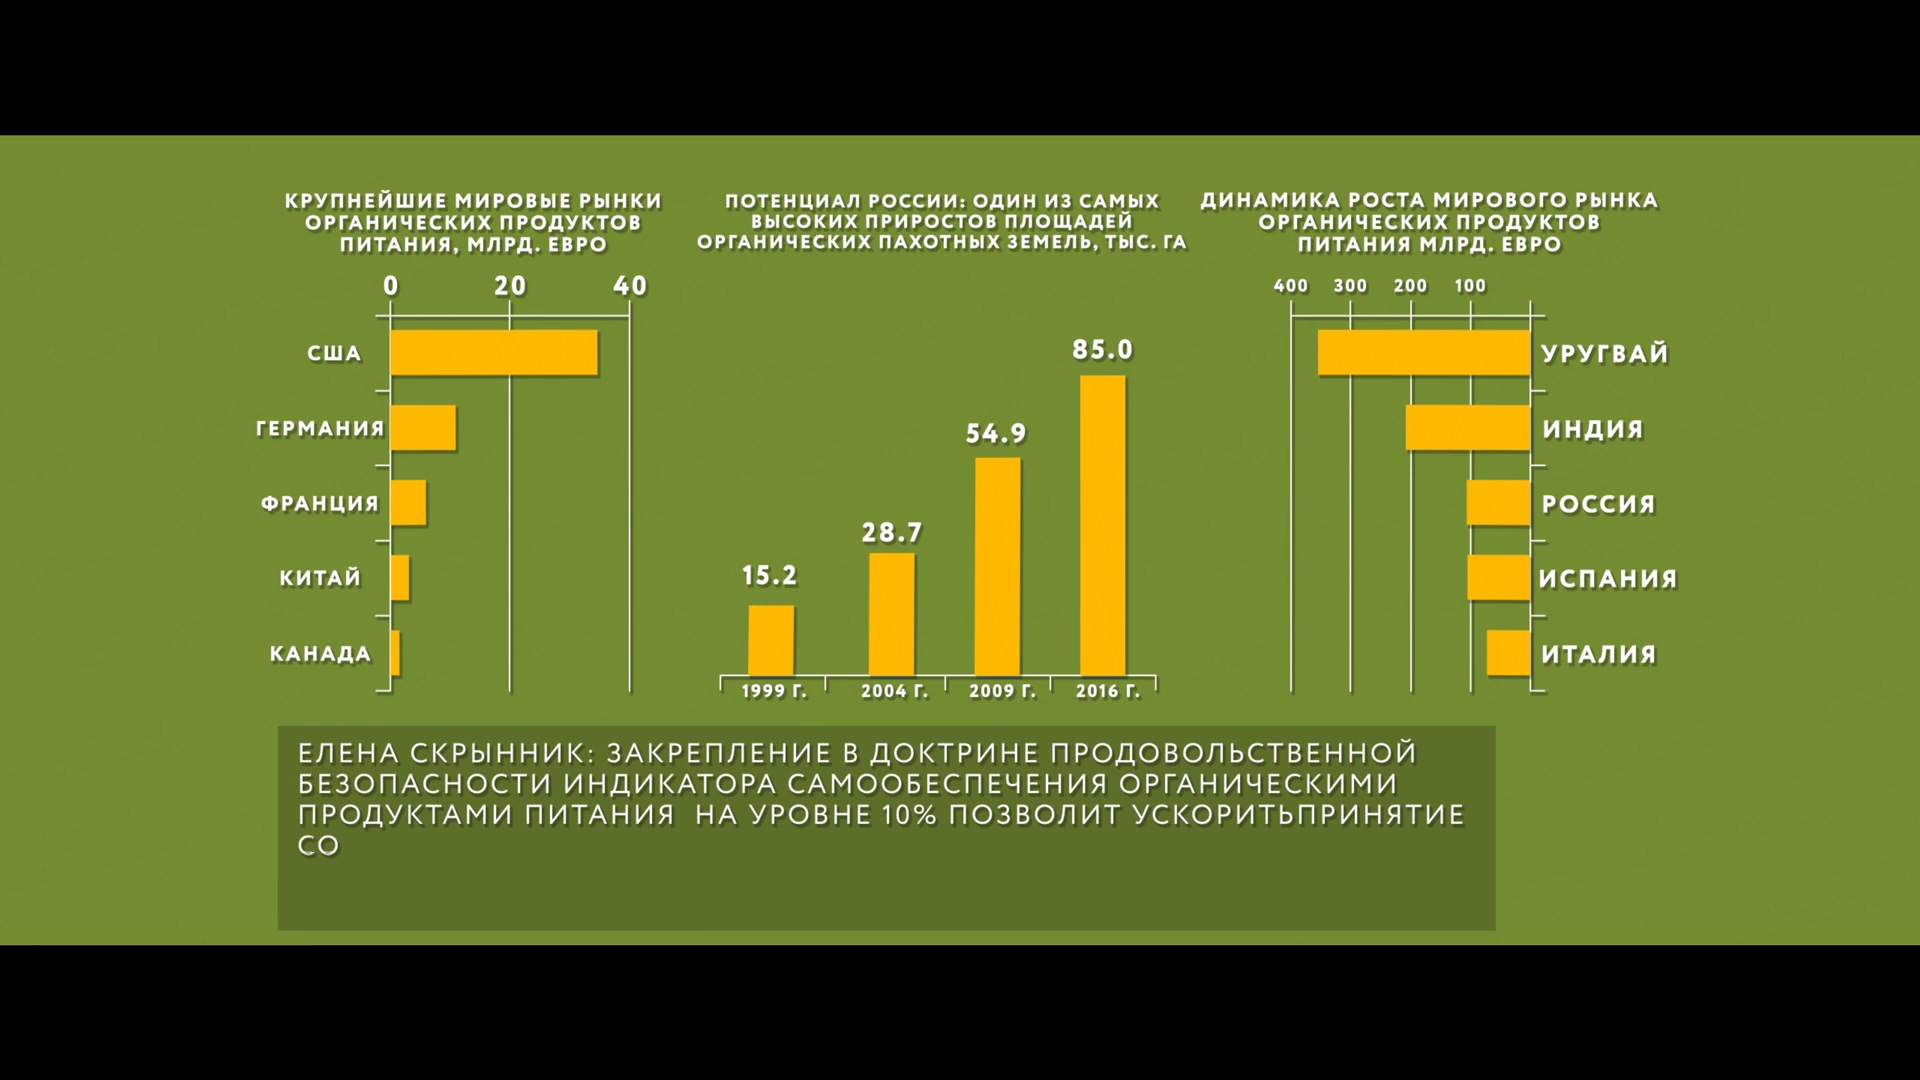 КРУПНЕЙШИЕ МИРОВЫЕ РЫНКИ
ОРГАНИЧЕСКИХ ПРОДУКТОВ
ПИТАНИЯ, МЛРД. ЕВРО
0 20 40
США
ГЕРМАНИЯ
ФРАНЦИЯ
КИТАЙ
КАНАДА
ПОТЕНЦИАЛ РОССИИ: ОДИН ИЗ САМЫХ
ВЫСОКИХ ПРИРОСТОВ ПЛОЩАДЕЙ
ОРГАНИЧЕСКИХ ПАХОТНЫХ ЗЕМЕЛЬ, ТЫС. ГА
15.2
28.7
54.9
85.0
1999 Г. 2004 Г. 2009 Г. 2016 Г.
ДИНАМИКА РОСТА МИРОВОГО РЫНКА
ОРГАНИЧЕСКИХ ПРОДУКТОВ
ПИТАНИЯ МЛРД. ЕВРО
400 300 200 100
УРУГВАЙ
ИНДИЯ
РОССИЯ
ИСПАНИЯ
ИТАЛИЯ
ЕЛЕНА СКРЫННИК: ЗАКРЕПЛЕНИЕ В ДОКТРИНЕ ПРОДОВОЛЬСТВЕННОЙ
БЕЗОПАСНОСТИ ИНДИКАТОРА САМООБЕСПЕЧЕНИЯ ОРГАНИЧЕСКИМИ
ПРОДУКТАМИ ПИТАНИЯ  НА УРОВНЕ 10% ПОЗВОЛИТ УСКОРИТЬПРИНЯТИЕ
СО